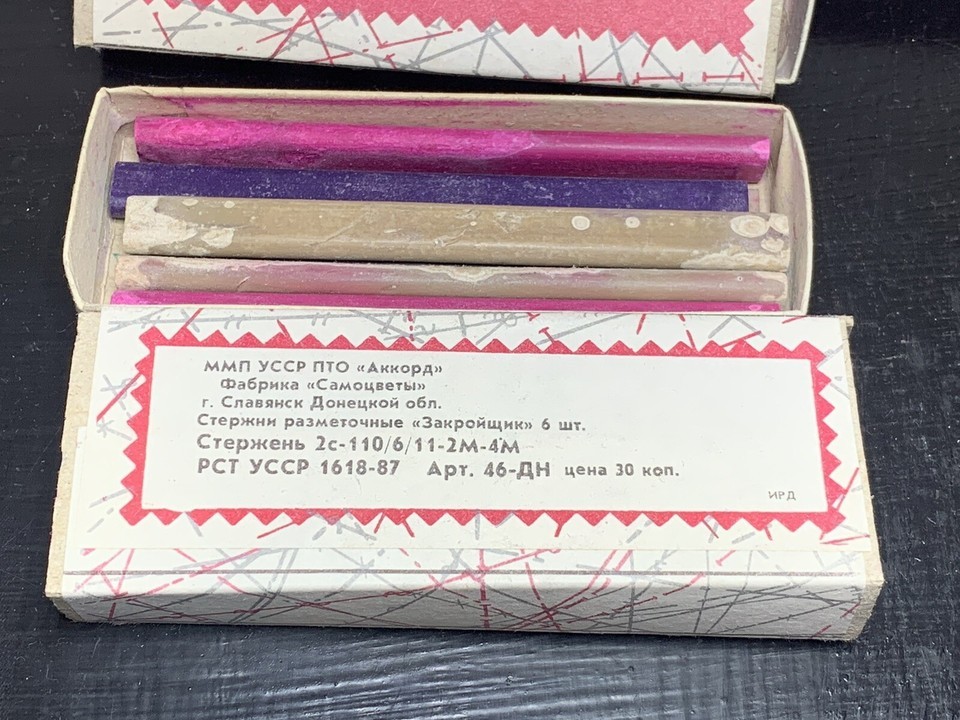 ММП УССР ПТО «Аккорд»
Фабрика «Самоцветы»
г. Славянск Донецкой обл.
Стержни разметочные «Закройщик» 6 шт.
Стержень 2с-110/6/11-2М-4М
РСТ УССР 1618-87 Арт. 46-ДН цена 30 коп.
ИРД